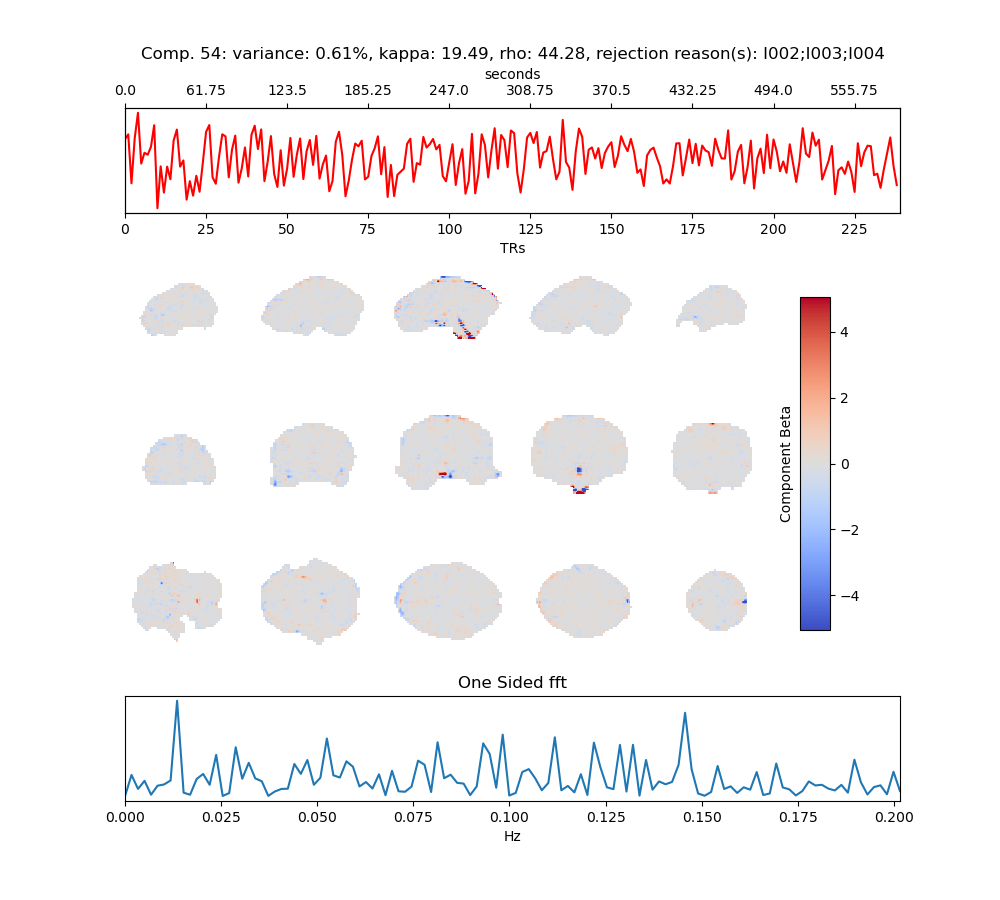 Comp. 54: variance: 0.61%, kappa: 19.49, rho: 44.28, rejection reason(s): I002;I003;I004
seconds
0.0 61.75 123.5 185.25 247.0 308.75 370.5 432.25 494.0 555.75
0 25 50 75 100 125 150 175 200 225
TRs
4
2
0
−2
−4
Component Beta
One Sided fft
0.000 0.025 0.050 0.075 0.100 0.125 0.150 0.175 0.200
Hz